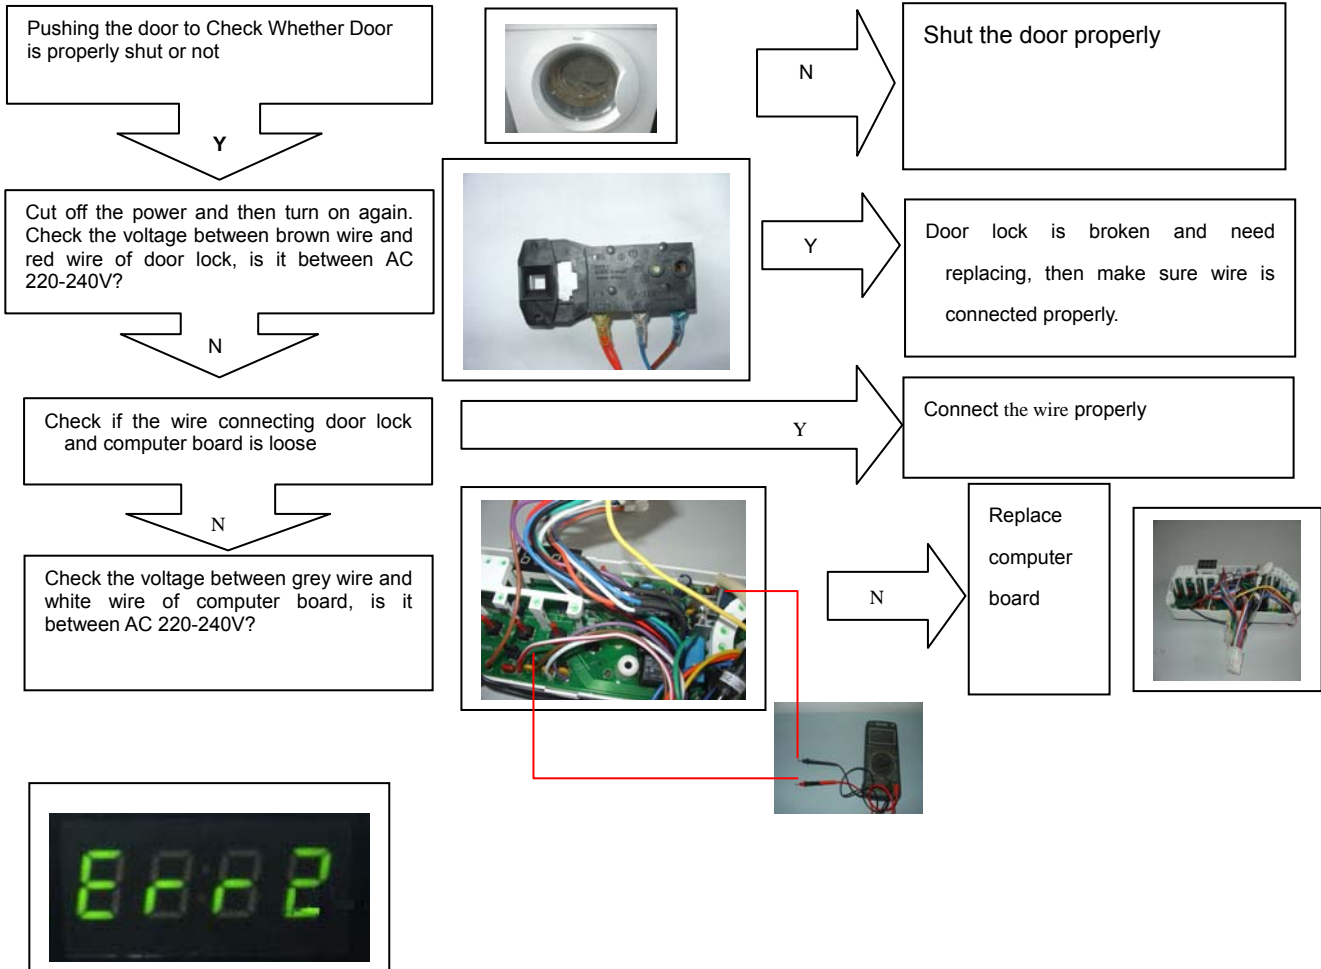 Pushing the door to Check Whether Door
is properly shut or not
N
Shut the door properly
Y
Cut off the power and then turn on again.
Check the voltage between brown wire and
red wire of door lock, is it between AC
220-240V?
Y
Door lock is broken and need
replacing, then make sure wire is
connected properly.
N
Check if the wire connecting door lock
and computer board is loose
Y
Connect the wire properly
N
Check the voltage between grey wire and
white wire of computer board, is it
between AC 220-240V?
N
Replace
computer
board
Err2